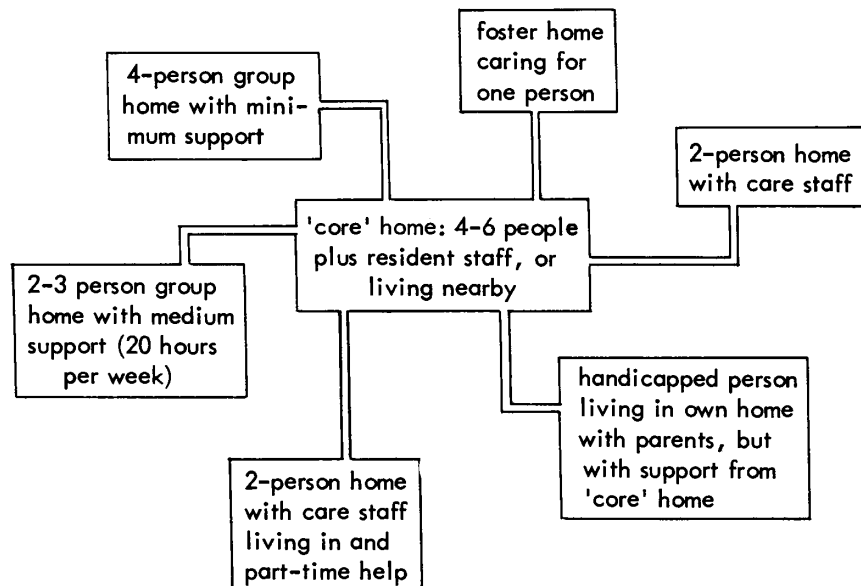 4-person group
home with mini-
mum support
foster home
caring for
one person
2-person home
with care staff
'core' home: 4-6 people
plus resident staff, or
living nearby
2-3 person group
home with medium
support (20 hours
per week)
handicapped person
living in own home
with parents, but
with support from
'core' home
2-person home
with care staff
living in and
part-time help